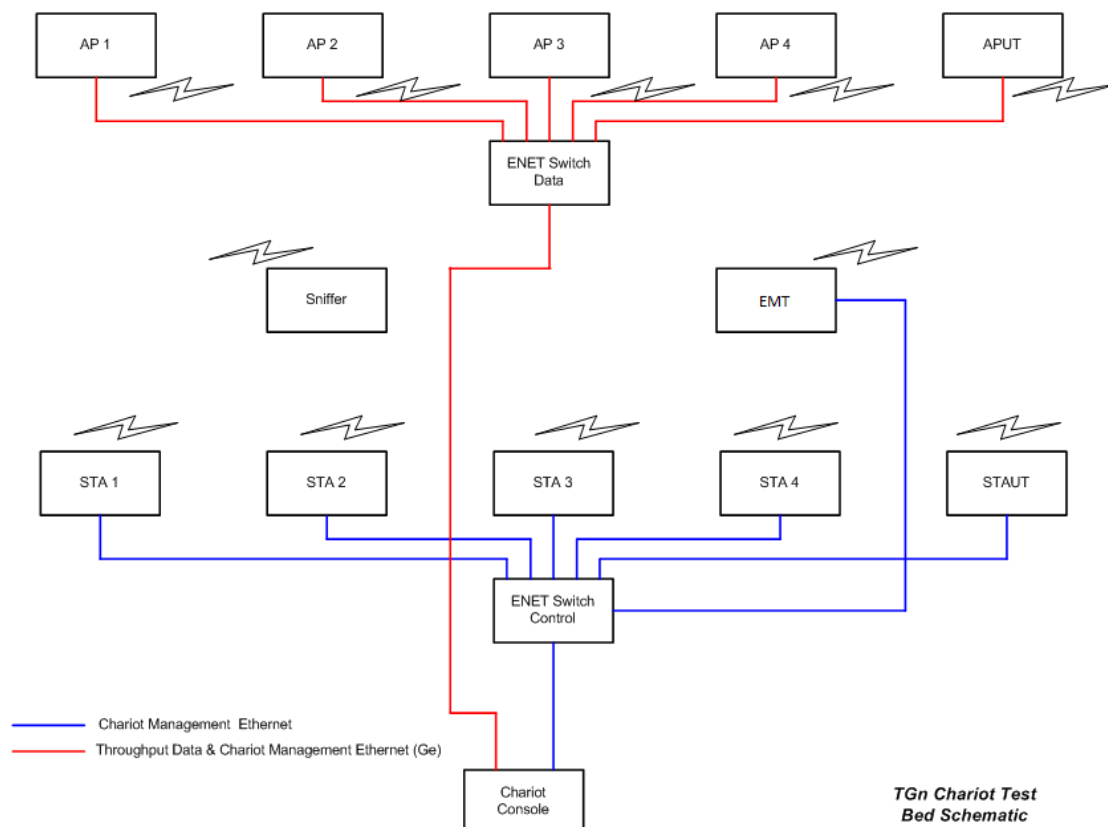 AP 1
AP 2
AP 3
AP 4
APUT
ENET Switch
Data
Sniffer
EMT
STA 1
STA 2
STA 3
STA 4
STAUT
ENET Switch
Control
Chariot Management Ethernet
Throughput Data & Chariot Management Ethernet (Ge)
Chariot
Console
TGn Chariot Test
Bed Schematic